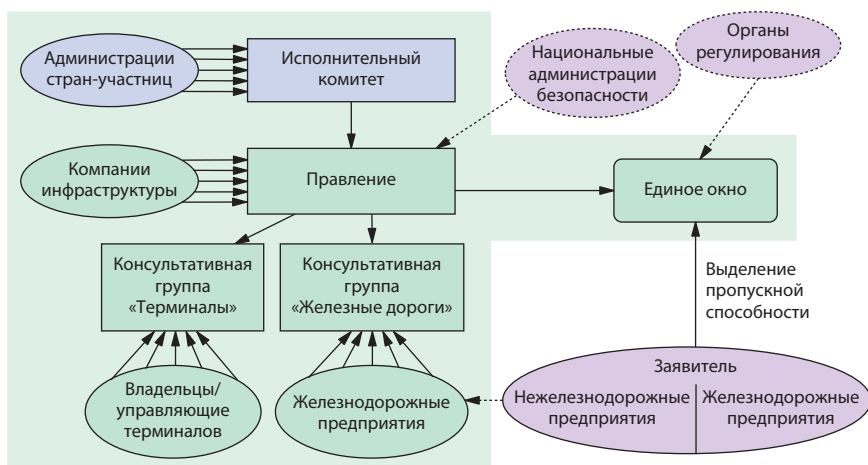 Администрации
стран-участниц
Исполнительный
комитет
Национальные
администрации
безопасности
Органы
регулирования
Компании
инфраструктуры
Правление
Единое окно
Консультативная
группа
«Терминалы»
Консультативная
группа
«Железные дороги»
Выделение
пропускной
способности
Владельцы/
управляющие
терминалов
Железнодорожные
предприятия
Заявитель
Нежелезнодорожные
предприятия
Железнодорожные
предприятия